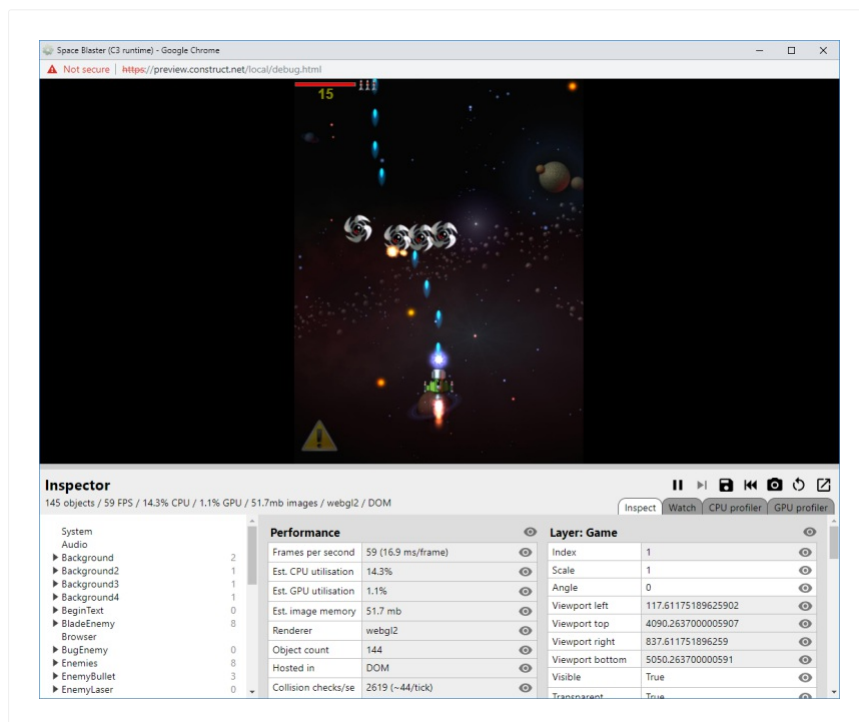 Space Blaster (C3 runtime) - Google Chrome
Not secure | https://preview.construct.net/local/debug.html
15
Inspector
145 objects / 59 FPS / 14.3% CPU / 1.1% GPU / 51.7mb images / webgl2 / DOM
Inspect Watch CPU profiler GPU profiler
System
Audio
Background 2
Background2 1
Background3 1
Background4 1
BeginText 0
BladeEnemy 8
Browser
BugEnemy 0
Enemies 8
EnemyBullet 3
EnemyLaser 0
Performance
Frames per second 59 (16.9 ms/frame)
Est. CPU utilisation 14.3%
Est. GPU utilisation 1.1%
Est. image memory 51.7 mb
Renderer webgl2
Object count 144
Hosted in DOM
Collision checks/se 2619 (~44/tick)
Layer: Game
Index 1
Scale 1
Angle 0
Viewport left 117.61175189625902
Viewport top 4090.2637000005907
Viewport right 837.611751896259
Viewport bottom 5050.263700000591
Visible True
Transparent True